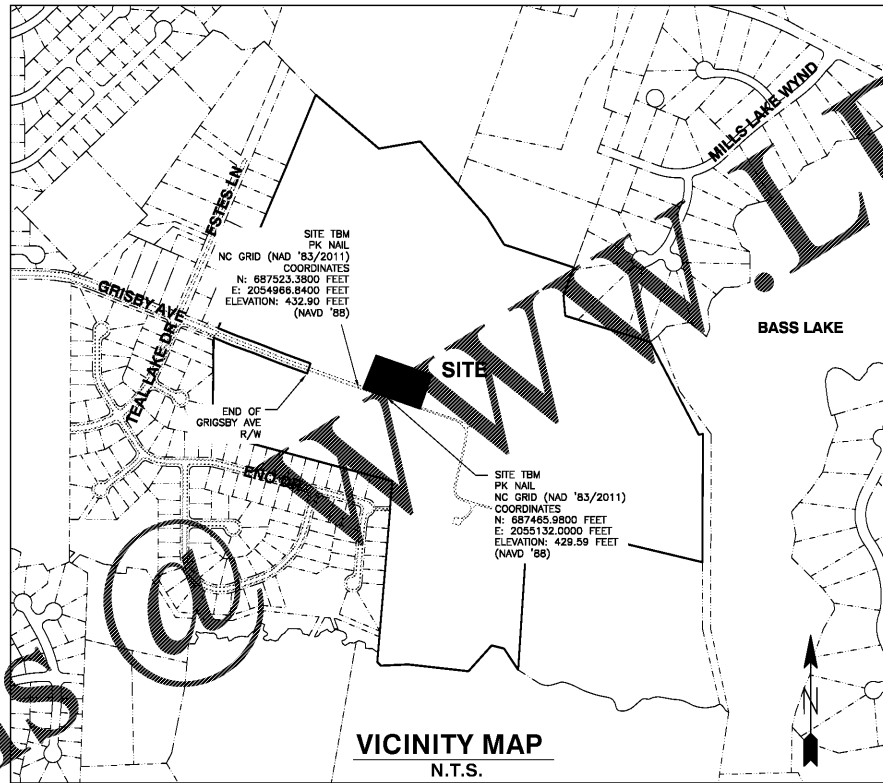 MILLS LAKE WYND
ESTES LN
SITE TBM
PK NAIL
NC GRID (NAD '83/2011)
COORDINATES
N: 687523.3800 FEET
E: 2054966.8400 FEET
ELEVATION: 432.90 FEET
(NAVD '88)
GRISBY AVE
BASS LAKE
SITE
TEAL LAKE DR
END OF
GRIGSBY AVE
R/W
SITE TBM
PK NAIL
NC GRID (NAD '83/2011)
COORDINATES
N: 687465.9800 FEET
E: 2055132.0000 FEET
ELEVATION: 429.59 FEET
(NAVD '88)
@ WWW.L
N
VICINITY MAP
N.T.S.